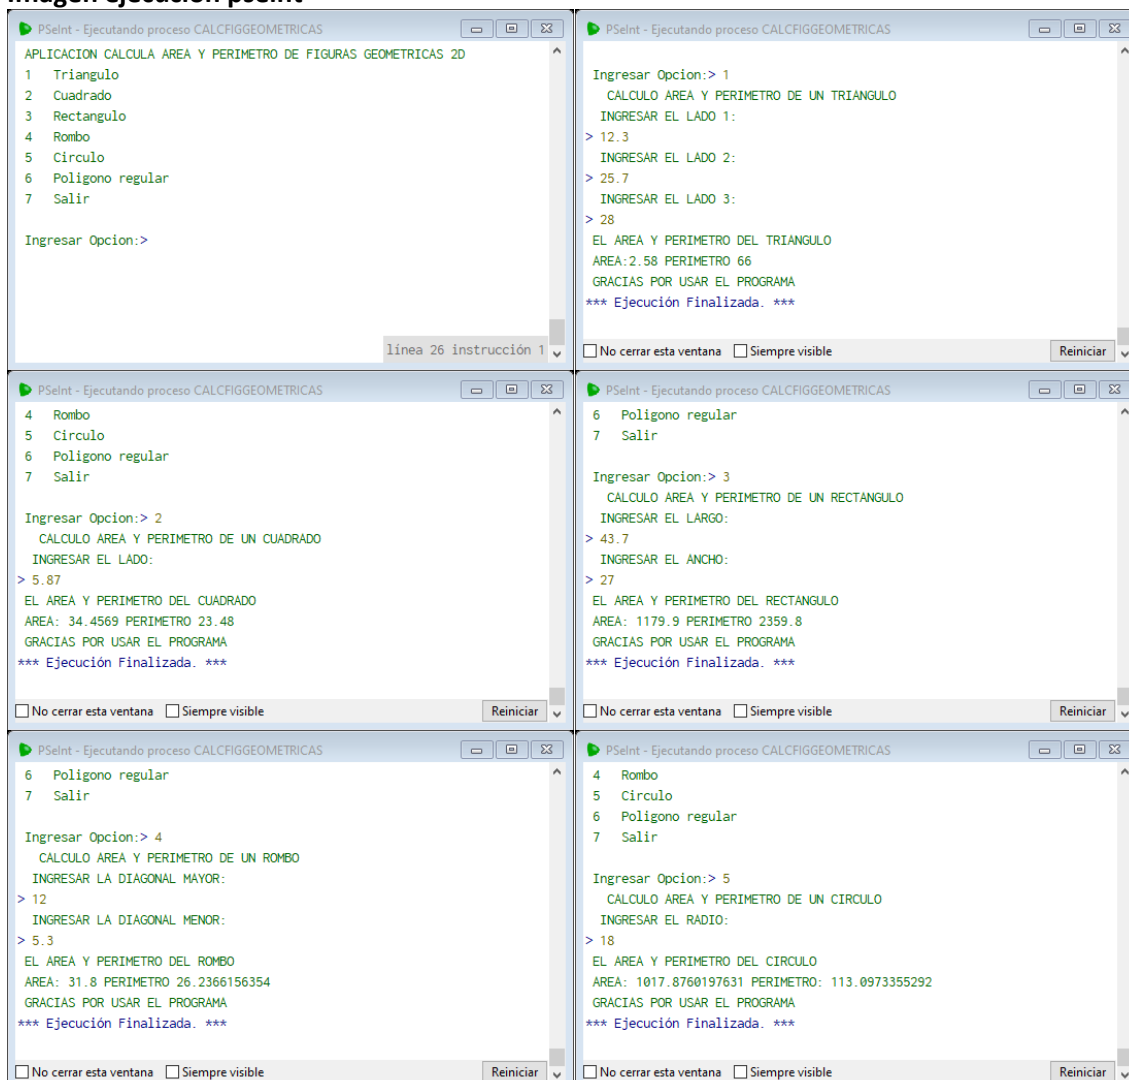 Imagen ejecución pseint
PSeInt - Ejecutando proceso CALCFIGGEOMETRICAS
APLICACION CALCULA AREA Y PERIMETRO DE FIGURAS GEOMETRICAS 2D
1 Triangulo
2 Cuadrado
3 Rectangulo
4 Rombo
5 Circulo
6 Poligono regular
7 Salir
Ingresar Opcion:>
línea 26 instrucción 1
PSeInt - Ejecutando proceso CALCFIGGEOMETRICAS
Ingresar Opcion:> 1
CALCULO AREA Y PERIMETRO DE UN TRIANGULO
INGRESAR EL LADO 1:
> 12.3
INGRESAR EL LADO 2:
> 25.7
INGRESAR EL LADO 3:
> 28
EL AREA Y PERIMETRO DEL TRIANGULO
AREA:2.58 PERIMETRO 66
GRACIAS POR USAR EL PROGRAMA
*** Ejecución Finalizada. ***
No cerrar esta ventana Siempre visible Reiniciar
PSeInt - Ejecutando proceso CALCFIGGEOMETRICAS
4 Rombo
5 Circulo
6 Poligono regular
7 Salir
Ingresar Opcion:> 2
CALCULO AREA Y PERIMETRO DE UN CUADRADO
INGRESAR EL LADO:
> 5.87
EL AREA Y PERIMETRO DEL CUADRADO
AREA: 34.4569 PERIMETRO 23.48
GRACIAS POR USAR EL PROGRAMA
*** Ejecución Finalizada. ***
No cerrar esta ventana Siempre visible Reiniciar
PSeInt - Ejecutando proceso CALCFIGGEOMETRICAS
6 Poligono regular
7 Salir
Ingresar Opcion:> 3
CALCULO AREA Y PERIMETRO DE UN RECTANGULO
INGRESAR EL LARGO:
> 43.7
INGRESAR EL ANCHO:
> 27
EL AREA Y PERIMETRO DEL RECTANGULO
AREA: 1179.9 PERIMETRO 2359.8
GRACIAS POR USAR EL PROGRAMA
*** Ejecución Finalizada. ***
No cerrar esta ventana Siempre visible Reiniciar
PSeInt - Ejecutando proceso CALCFIGGEOMETRICAS
6 Poligono regular
7 Salir
Ingresar Opcion:> 4
CALCULO AREA Y PERIMETRO DE UN ROMBO
INGRESAR LA DIAGONAL MAYOR:
> 12
INGRESAR LA DIAGONAL MENOR:
> 5.3
EL AREA Y PERIMETRO DEL ROMBO
AREA: 31.8 PERIMETRO 26.2366156354
GRACIAS POR USAR EL PROGRAMA
*** Ejecución Finalizada. ***
No cerrar esta ventana Siempre visible Reiniciar
PSeInt - Ejecutando proceso CALCFIGGEOMETRICAS
4 Rombo
5 Circulo
6 Poligono regular
7 Salir
Ingresar Opcion:> 5
CALCULO AREA Y PERIMETRO DE UN CIRCULO
INGRESAR EL RADIO:
> 18
EL AREA Y PERIMETRO DEL CIRCULO
AREA: 1017.8760197631 PERIMETRO: 113.0973355292
GRACIAS POR USAR EL PROGRAMA
*** Ejecución Finalizada. ***
No cerrar esta ventana Siempre visible Reiniciar